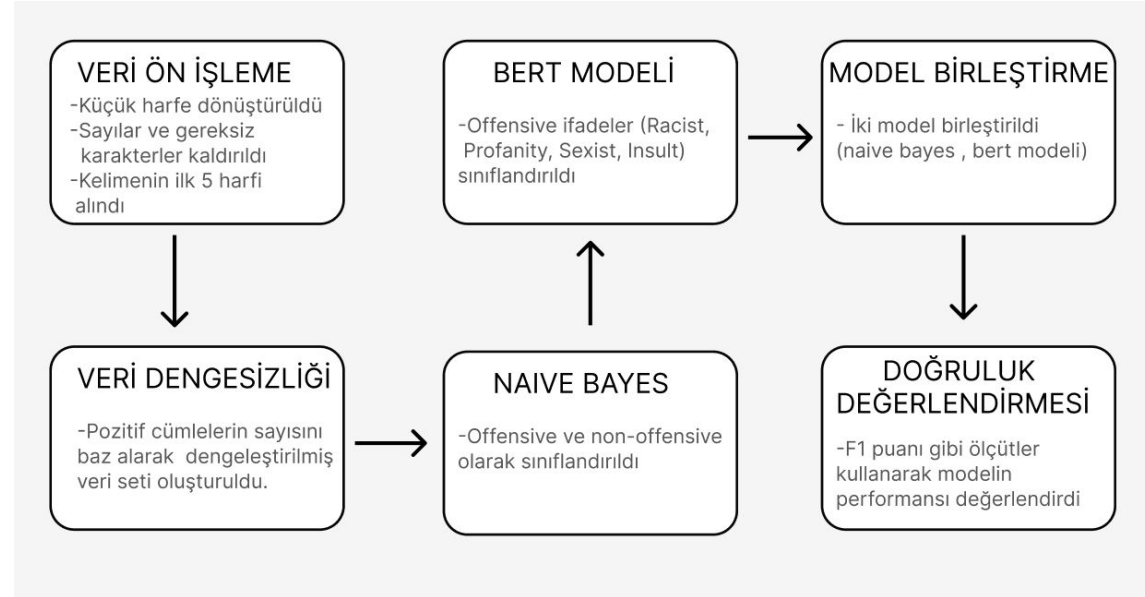 VERİ ÖN İŞLEME
-Küçük harfe dönüştürüldü
-Sayılar ve gereksiz
karakterler kaldırıldı
-Kelimenin ilk 5 harfi
alındı
VERİ DENGESİZLİĞİ
-Pozitif cümlelerin sayısını
baz alarak dengeleştirilmiş
veri seti oluşturuldu.
NAIVE BAYES
-Offensive ve non-offensive
olarak sınıflandırıldı
BERT MODELİ
-Offensive ifadeler (Racist,
Profanity, Sexist, Insult)
sınıflandırıldı
MODEL BİRLEŞTİRME
- İki model birleştirildi
(naive bayes , bert modeli)
DOĞRULUK
DEĞERLENDİRMESİ
-F1 puanı gibi ölçütler
kullanarak modelin
performansı değerlendirdi